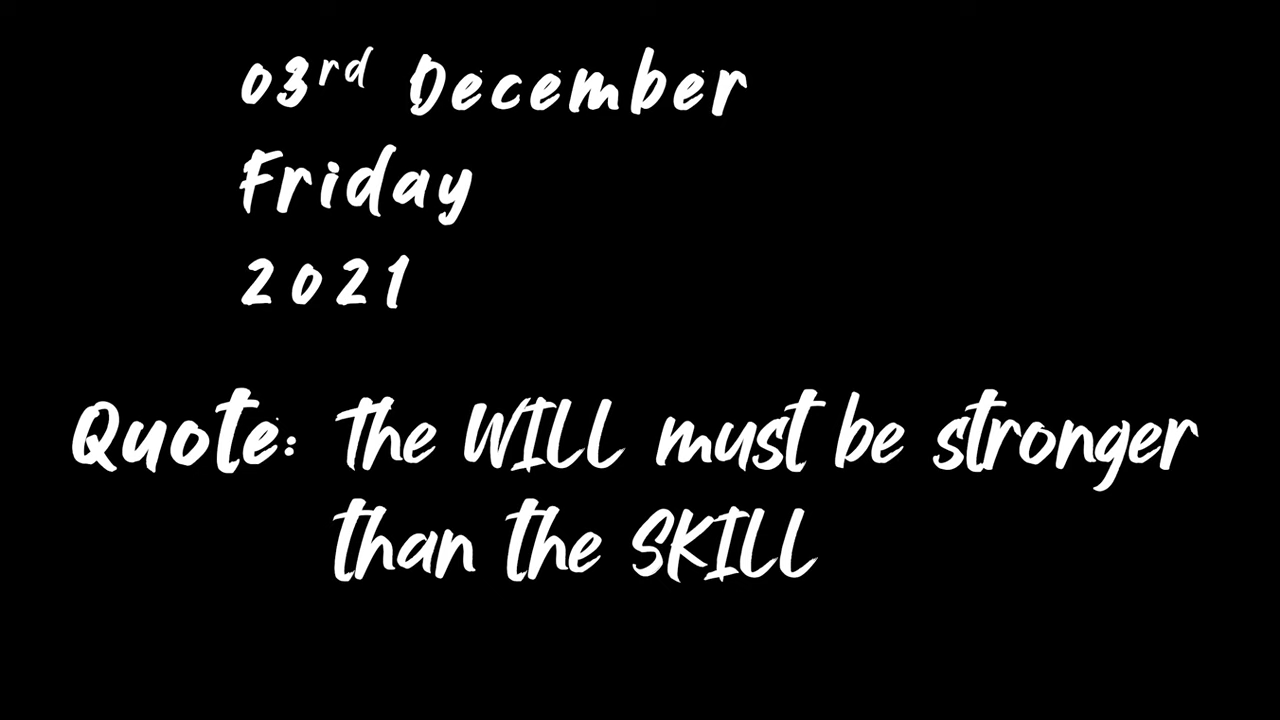 03rd December
Friday
2021
Quote: The WILL must be stronger
than the SKILL